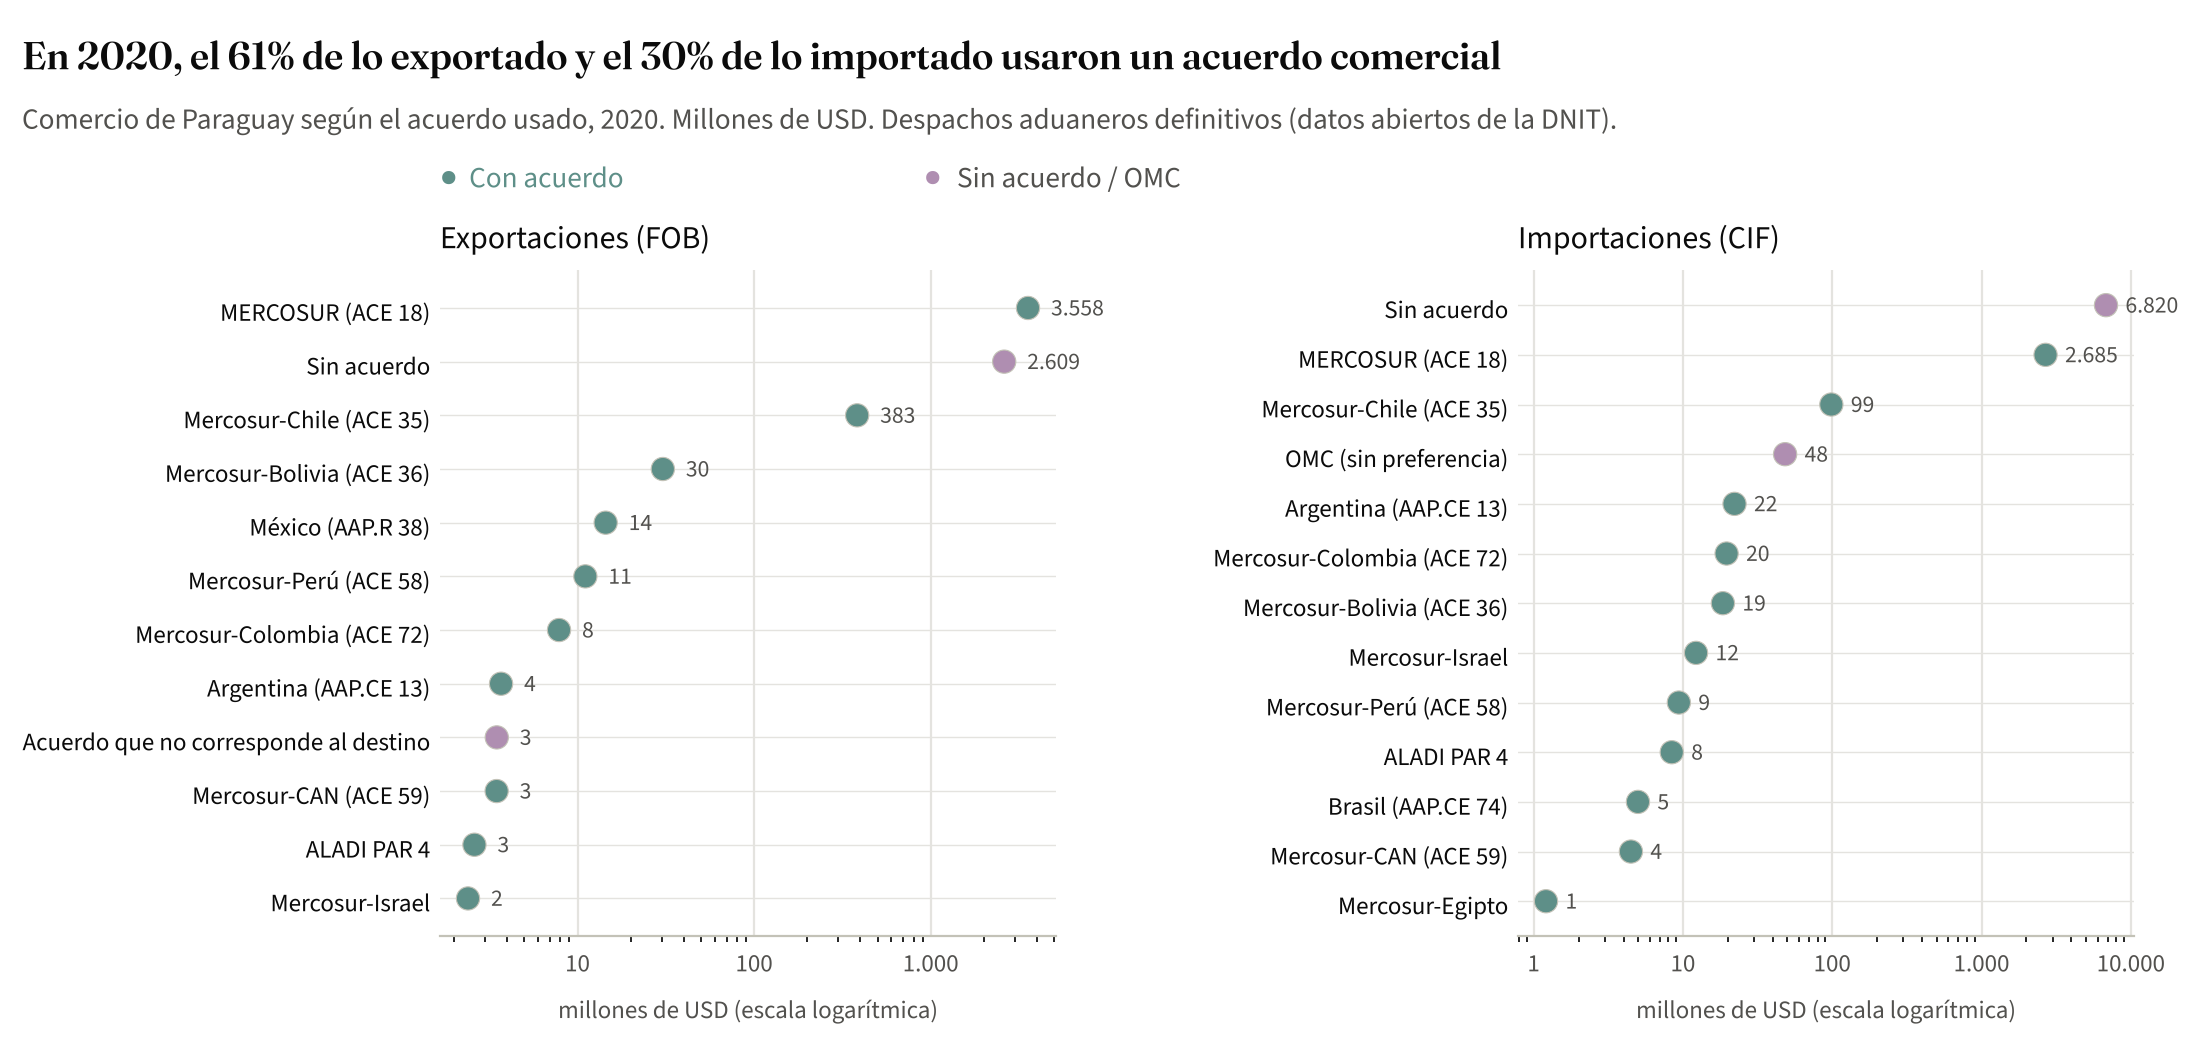 En 2020, el 61% de lo exportado y el 30% de lo importado usaron un acuerdo comercial
Comercio de Paraguay según el acuerdo usado, 2020. Millones de USD. Despachos aduaneros definitivos (datos abiertos de la DNIT).
Con acuerdo
Sin acuerdo / OMC
Exportaciones (FOB)
MERCOSUR (ACE 18) 3.558
Sin acuerdo 2.609
Mercosur-Chile (ACE 35) 383
Mercosur-Bolivia (ACE 36) 30
México (AAP.R 38) 14
Mercosur-Perú (ACE 58) 11
Mercosur-Colombia (ACE 72) 8
Argentina (AAP.CE 13) 4
Acuerdo que no corresponde al destino 3
Mercosur-CAN (ACE 59) 3
ALADI PAR 4 3
Mercosur-Israel 2
10 100 1.000
millones de USD (escala logarítmica)
Importaciones (CIF)
Sin acuerdo 6.820
MERCOSUR (ACE 18) 2.685
Mercosur-Chile (ACE 35) 99
OMC (sin preferencia) 48
Argentina (AAP.CE 13) 22
Mercosur-Colombia (ACE 72) 20
Mercosur-Bolivia (ACE 36) 19
Mercosur-Israel 12
Mercosur-Perú (ACE 58) 9
ALADI PAR 4 8
Brasil (AAP.CE 74) 5
Mercosur-CAN (ACE 59) 4
Mercosur-Egipto 1
1 10 100 1.000 10.000
millones de USD (escala logarítmica)